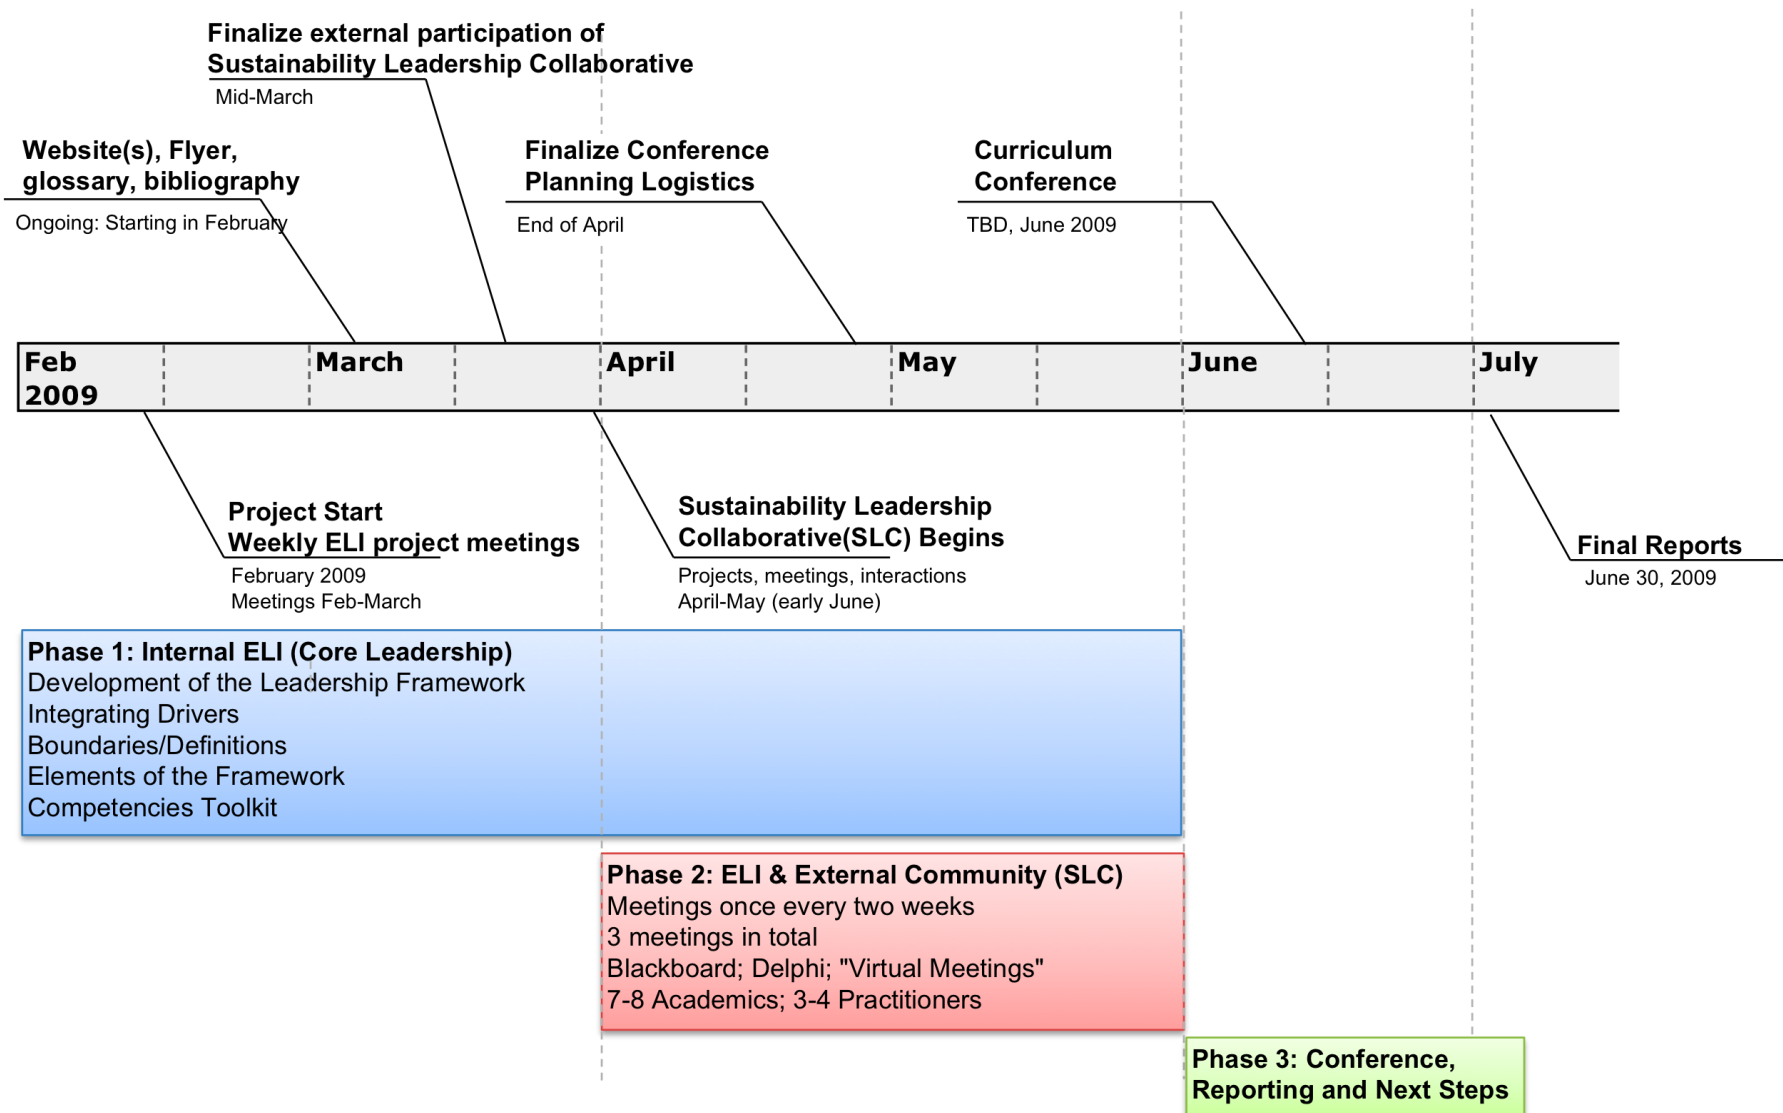 Finalize external participation of
Sustainability Leadership Collaborative
Mid-March
Website(s), Flyer,
glossary, bibliography
Ongoing: Starting in February
Finalize Conference
Planning Logistics
End of April
Curriculum
Conference
TBD, June 2009
Feb
2009
March
April
May
June
July
Project Start
Weekly ELI project meetings
February 2009
Meetings Feb-March
Sustainability Leadership
Collaborative(SLC) Begins
Projects, meetings, interactions
April-May (early June)
Final Reports
June 30, 2009
Phase 1: Internal ELI (Core Leadership)
Development of the Leadership Framework
Integrating Drivers
Boundaries/Definitions
Elements of the Framework
Competencies Toolkit
Phase 2: ELI & External Community (SLC)
Meetings once every two weeks
3 meetings in total
Blackboard; Delphi; "Virtual Meetings"
7-8 Academics; 3-4 Practitioners
Phase 3: Conference,
Reporting and Next Steps